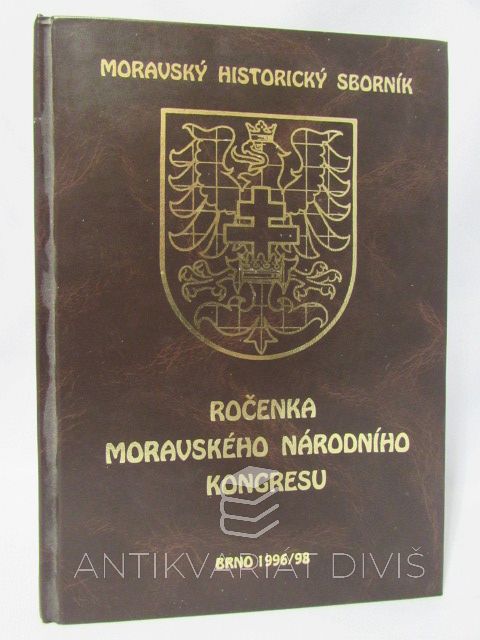 MORAVSKÝ HISTORICKÝ SBORNÍK
ROČENKA
MORAVSKÉHO NÁRODNÍHO
KONGRESU
BRNO 1996/98
ANTIKVARIÁT DIVIŠ